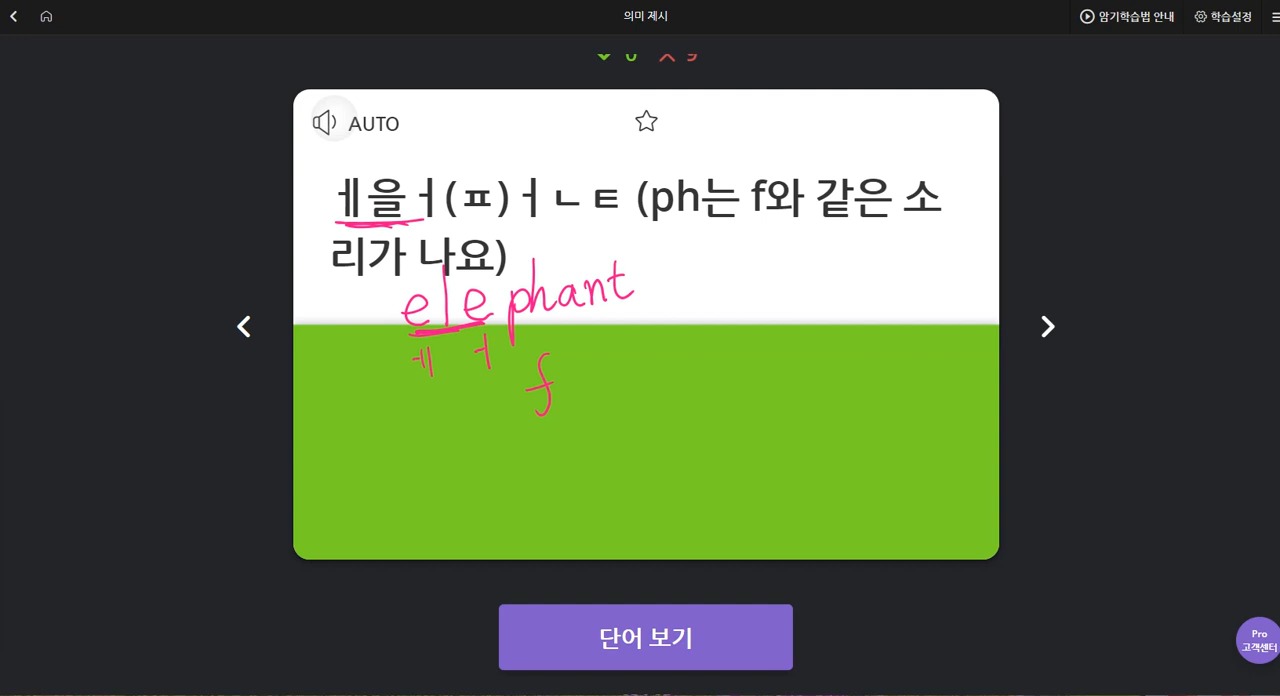 의미 제시
암기학습법 안내
학습설정
AUTO
ㅔ을ㅓ(ㅍ)ㅓㄴㅌ (ph는 f와 같은 소
리가 나요)
elephant
ㅔ ㅓ
f
단어 보기
Pro
고객센터